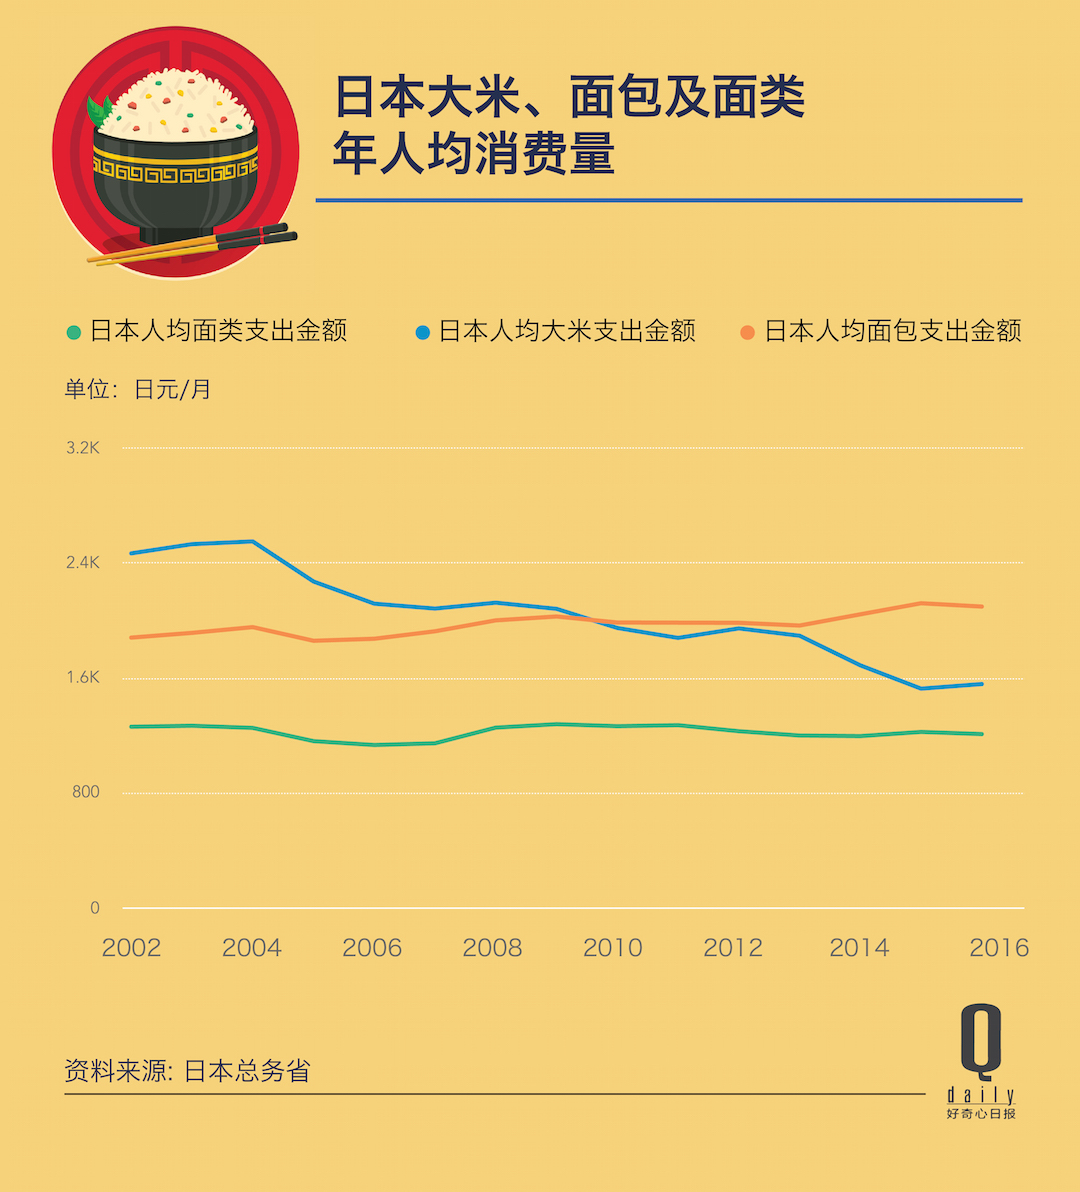 日本大米、面包及面类
年人均消费量
日本人均面类支出金额 日本人均大米支出金额 日本人均面包支出金额
单位：日元/月
3.2K
2.4K
1.6K
800
0
2002 2004 2006 2008 2010 2012 2014 2016
资料来源: 日本总务省
Q
daily
好奇心日报